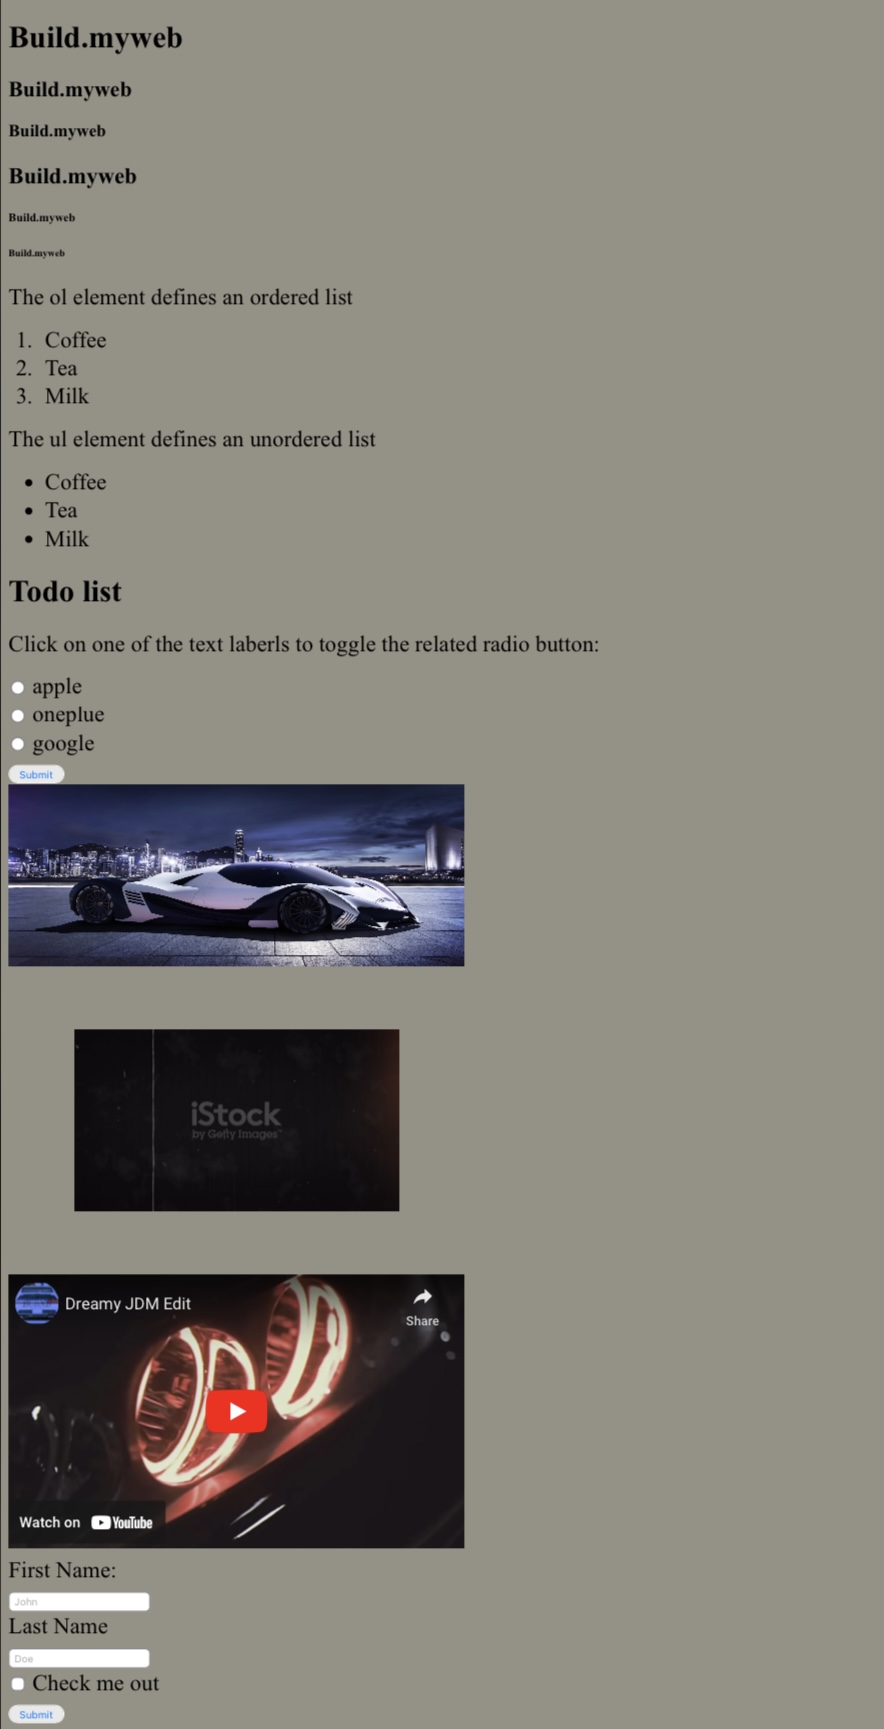 Build.myweb
Build.myweb
Build.myweb
Build.myweb
Build.myweb
Build.myweb
The ol element defines an ordered list
1. Coffee
2. Tea
3. Milk
The ul element defines an unordered list
• Coffee
• Tea
• Milk
Todo list
Click on one of the text laberls to toggle the related radio button:
apple
oneplue
google
Submit
iStock
by Getty Images™
Dreamy JDM Edit
Share
Watch on YouTube
First Name:
John
Last Name
Doe
Check me out
Submit